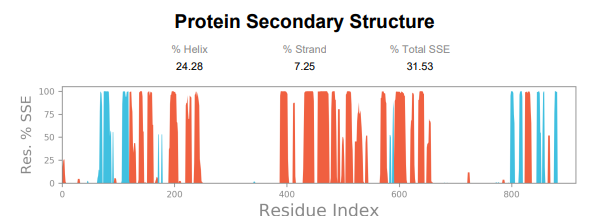 Protein Secondary Structure
% Helix % Strand % Total SSE
24.28 7.25 31.53
Res. % SSE
100
75
50
25
0
0 200 400 600 800
Residue Index